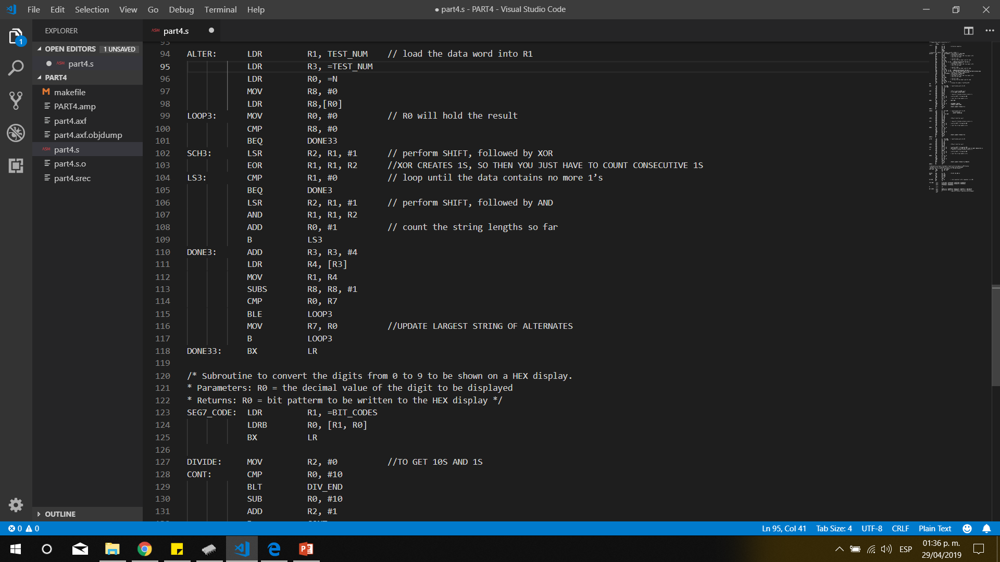 File Edit Selection View Go Debug Terminal Help
● part4.s - PART4 - Visual Studio Code
EXPLORER
OPEN EDITORS 1 UNSAVED
ASM part4.s
PART4
makefile
PART4.amp
part4.axf
part4.axf.objdump
ASM part4.s
part4.s.o
part4.srec
OUTLINE
1
ASM part4.s
93
94 ALTER: LDR R1, TEST_NUM // load the data word into R1
95 LDR R3, =TEST_NUM
96 LDR R0, =N
97 MOV R8, #0
98 LDR R8,[R0]
99 LOOP3: MOV R0, #0 // R0 will hold the result
100 CMP R8, #0
101 BEQ DONE33
102 SCH3: LSR R2, R1, #1 // perform SHIFT, followed by XOR
103 EOR R1, R1, R2 //XOR CREATES 1S, SO THEN YOU JUST HAVE TO COUNT CONSECUTIVE 1S
104 LS3: CMP R1, #0 // loop until the data contains no more 1’s
105 BEQ DONE3
106 LSR R2, R1, #1 // perform SHIFT, followed by AND
107 AND R1, R1, R2
108 ADD R0, #1 // count the string lengths so far
109 B LS3
110 DONE3: ADD R3, R3, #4
111 LDR R4, [R3]
112 MOV R1, R4
113 SUBS R8, R8, #1
114 CMP R0, R7
115 BLE LOOP3
116 MOV R7, R0 //UPDATE LARGEST STRING OF ALTERNATES
117 B LOOP3
118 DONE33: BX LR
119
120 /* Subroutine to convert the digits from 0 to 9 to be shown on a HEX display.
121 * Parameters: R0 = the decimal value of the digit to be displayed
122 * Returns: R0 = bit patterm to be written to the HEX display */
123 SEG7_CODE: LDR R1, =BIT_CODES
124 LDRB R0, [R1, R0]
125 BX LR
126
127 DIVIDE: MOV R2, #0 //TO GET 10S AND 1S
128 CONT: CMP R0, #10
129 BLT DIV_END
130 SUB R0, #10
131 ADD R2, #1
0 0
Ln 95, Col 41 Tab Size: 4 UTF-8 CRLF Plain Text
ESP
01:36 p. m.
29/04/2019